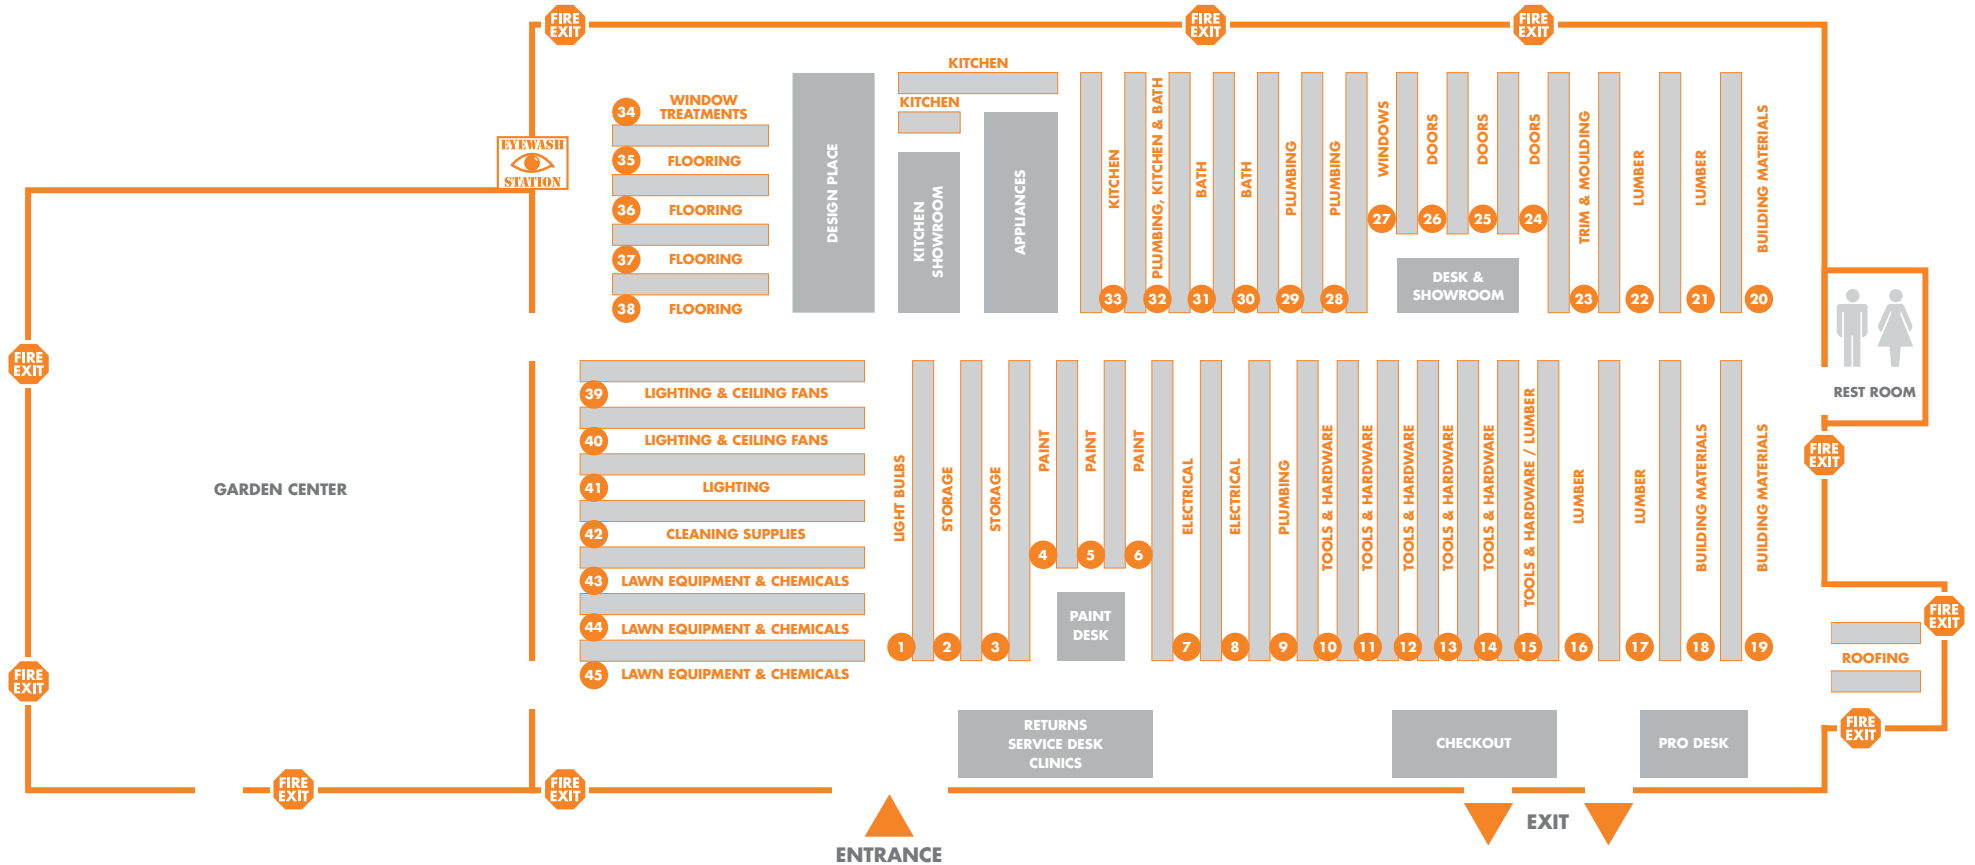 FIRE
EXIT
FIRE
EXIT
FIRE
EXIT
EYEWASH
STATION
34
WINDOW
TREATMENTS
35
FLOORING
36
FLOORING
37
FLOORING
38
FLOORING
DESIGN PLACE
KITCHEN
KITCHEN
KITCHEN
SHOWROOM
APPLIANCES
KITCHEN
33
PLUMBING, KITCHEN & BATH
32
BATH
31
BATH
30
PLUMBING
29
PLUMBING
28
WINDOWS
27
DOORS
26
DOORS
25
DOORS
24
DESK &
SHOWROOM
TRIM & MOULDING
23
LUMBER
22
LUMBER
21
BUILDING MATERIALS
20
REST ROOM
FIRE
EXIT
FIRE
EXIT
GARDEN CENTER
39
LIGHTING & CEILING FANS
40
LIGHTING & CEILING FANS
41
LIGHTING
42
CLEANING SUPPLIES
43
LAWN EQUIPMENT & CHEMICALS
44
LAWN EQUIPMENT & CHEMICALS
45
LAWN EQUIPMENT & CHEMICALS
LIGHT BULBS
1
STORAGE
2
STORAGE
3
PAINT
4
PAINT
5
PAINT
6
PAINT
DESK
ELECTRICAL
7
ELECTRICAL
8
PLUMBING
9
TOOLS & HARDWARE
10
TOOLS & HARDWARE
11
TOOLS & HARDWARE
12
TOOLS & HARDWARE
13
TOOLS & HARDWARE
14
TOOLS & HARDWARE / LUMBER
15
LUMBER
16
LUMBER
17
BUILDING MATERIALS
18
BUILDING MATERIALS
19
FIRE
EXIT
ROOFING
FIRE
EXIT
FIRE
EXIT
RETURNS
SERVICE DESK
CLINICS
CHECKOUT
PRO DESK
FIRE
EXIT
FIRE
EXIT
ENTRANCE
EXIT